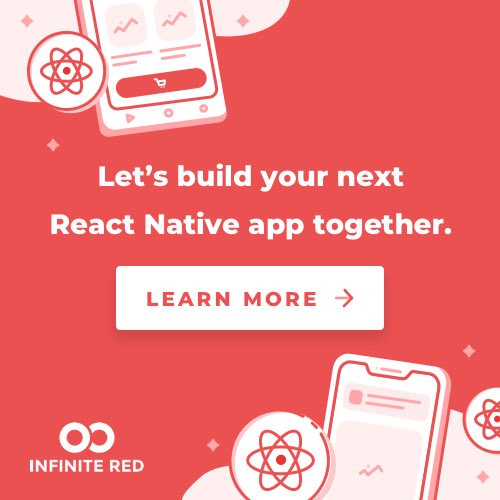 Let's build your next
React Native app together.
LEARN MORE
INFINITE RED